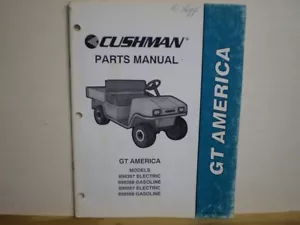 CUSHMAN®
PARTS MANUAL
GT AMERICA
MODELS
ELECTRIC
GASOLINE
ELECTRIC
GASOLINE
GT AMERICA